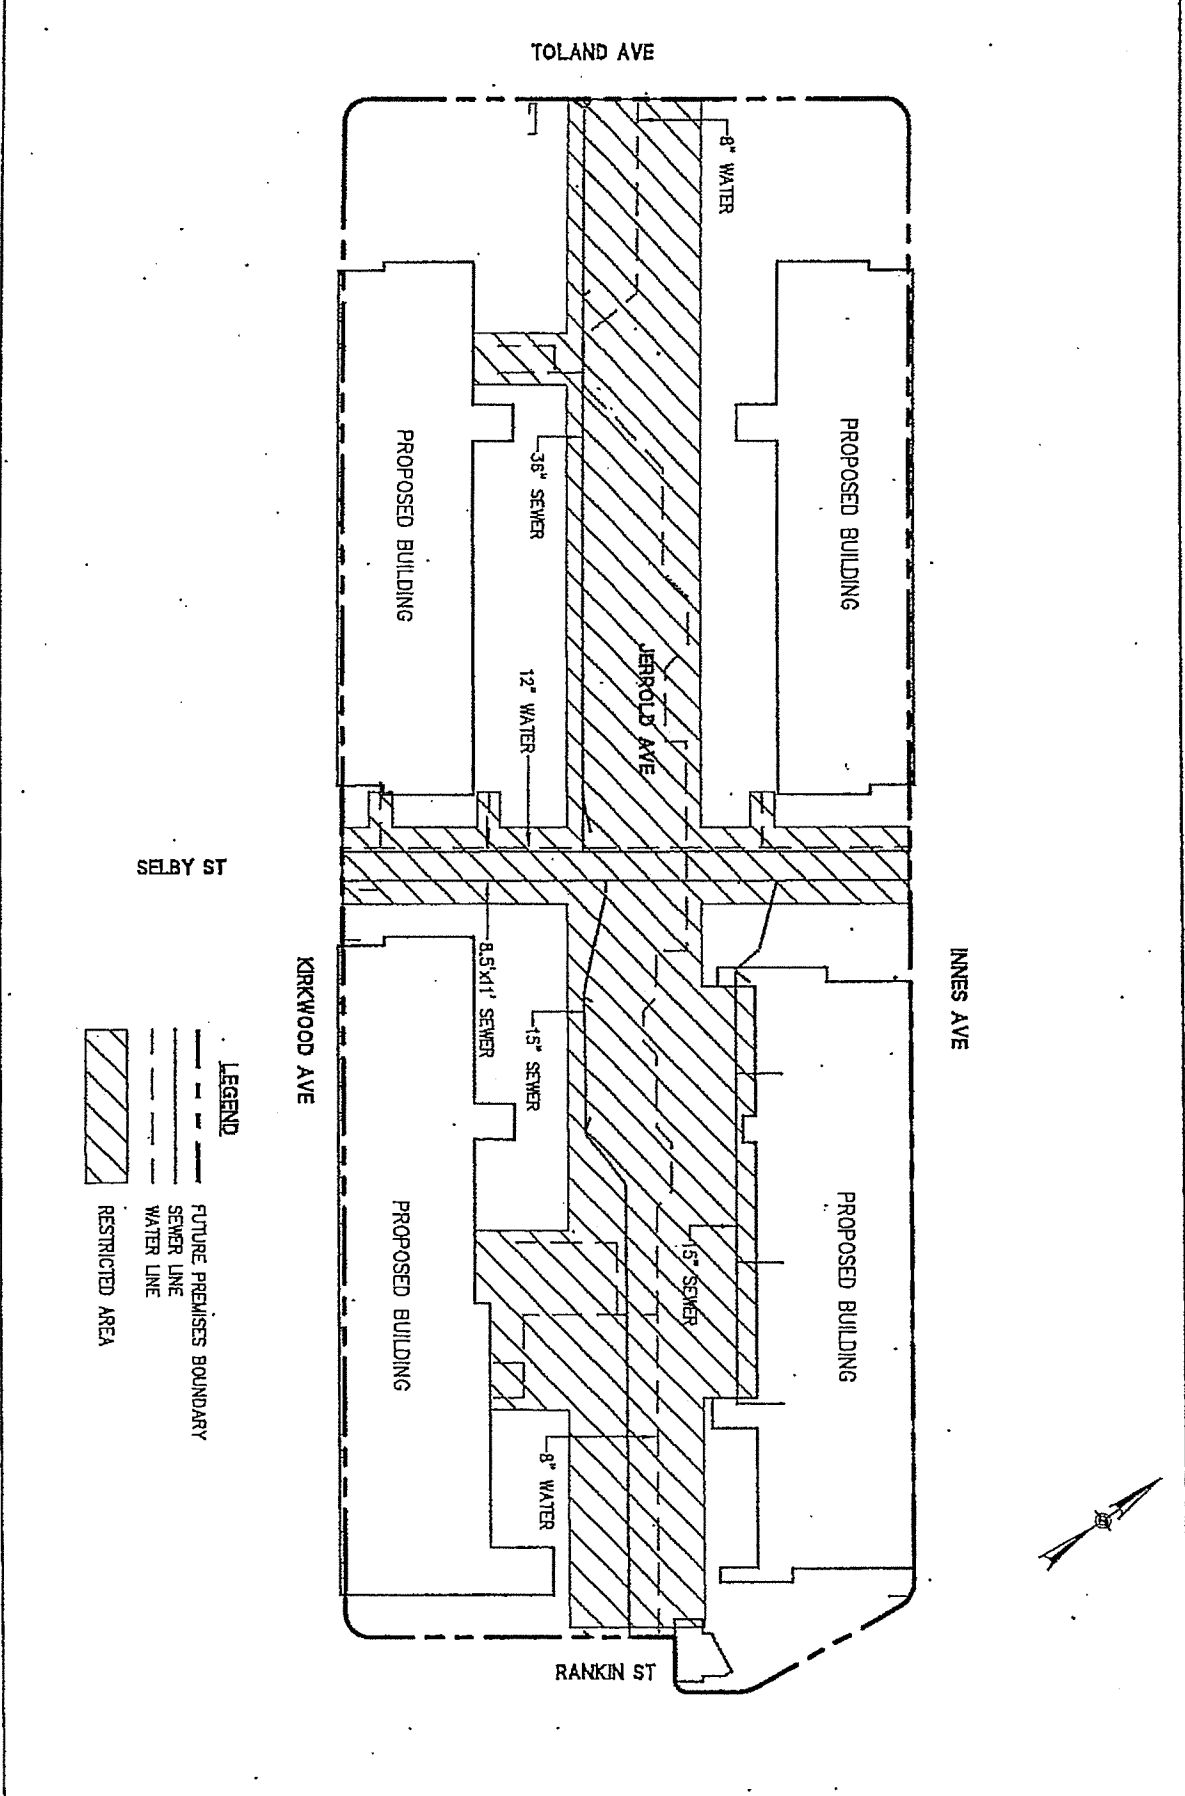 TOLAND AVE
8" WATER
PROPOSED BUILDING
PROPOSED BUILDING
36" SEWER
JERROLD AVE
12" WATER
SELBY ST
8.5'x11' SEWER
15" SEWER
KIRKWOOD AVE
INNES AVE
PROPOSED BUILDING
PROPOSED BUILDING
15" SEWER
8" WATER
RANKIN ST
LEGEND
FUTURE PREMISES BOUNDARY
SEWER LINE
WATER LINE
RESTRICTED AREA